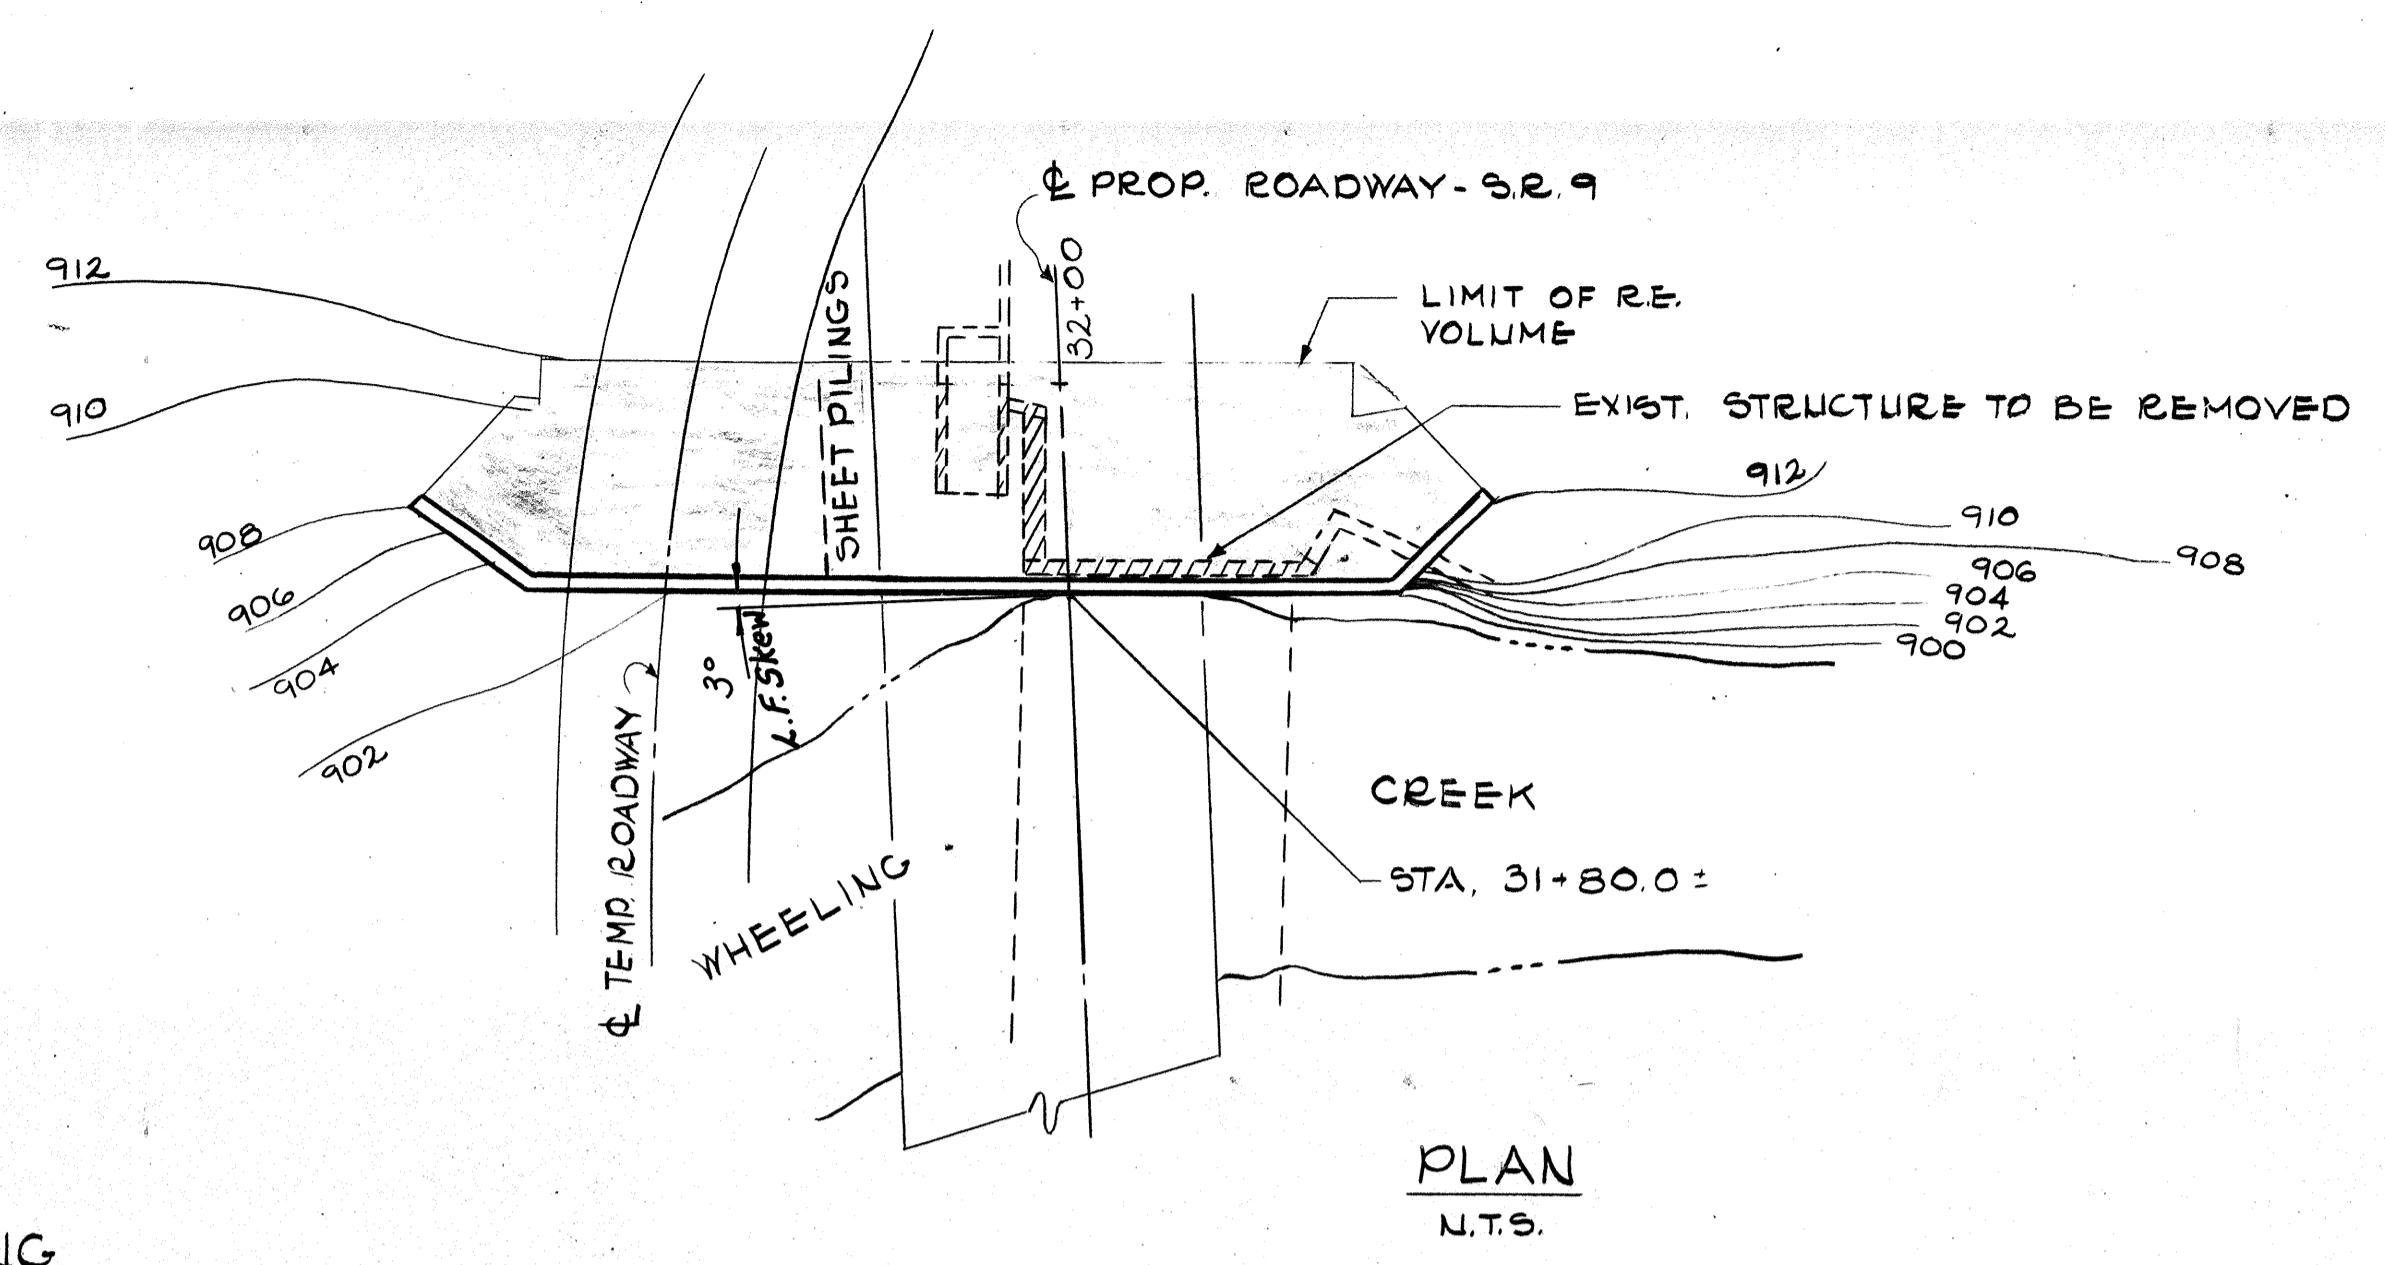 ℄ PROP. ROADWAY - S.R. 9
32+00
912
LIMIT OF R.E.
VOLUME
SHEET PILINGS
910
EXIST. STRUCTURE TO BE REMOVED
912
910
908
908
906
906
904
904
902
900
902
3°
L.F. Skew
℄ TEMP. ROADWAY
WHEELING
CREEK
STA. 31+80.0 ±
PLAN
N.T.S.
NG